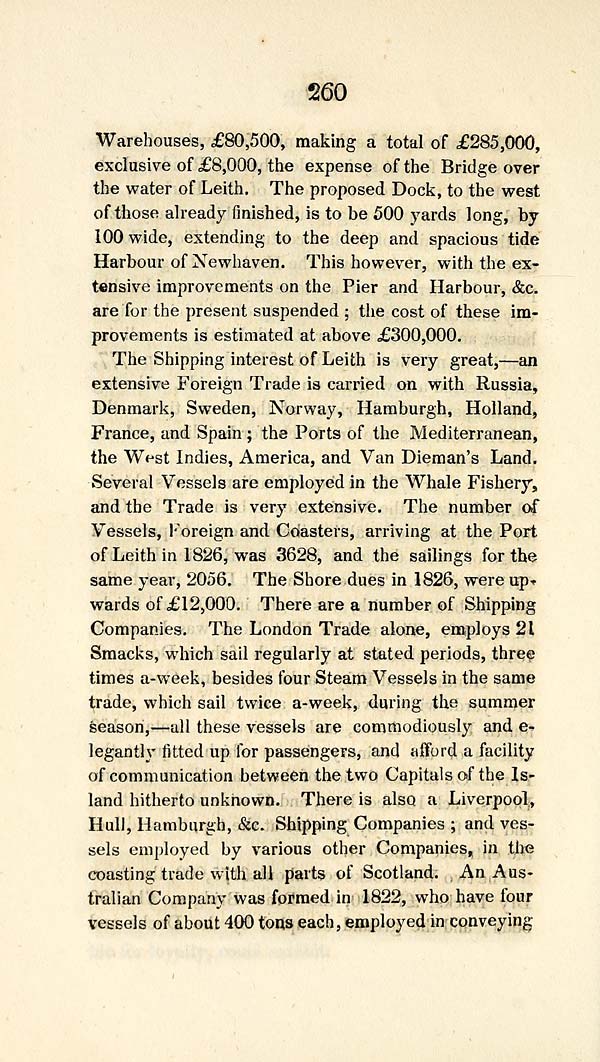 260
Warehouses, £80,500, making a total of £285,000,
exclusive of £8,000, the expense of the Bridge over
the water of Leith. The proposed Dock, to the west
of those already finished, is to be 500 yards long, by
100 wide, extending to the deep and spacious tide
Harbour of Newhaven. This however, with the ex-
tensive improvements on the Pier and Harbour, &c.
are for the present suspended ; the cost of these im-
provements is estimated at above £300,000.
The Shipping interest of Leith is very great,—an
extensive Foreign Trade is carried on with Russia,
Denmark, Sweden, Norway, Hamburgh, Holland,
France, and Spain ; the Ports of the Mediterranean,
the West Indies, America, and Van Dieman's Land.
Several Vessels are employed in the Whale Fishery,
and the Trade is very extensive. The number of
Vessels, Foreign and Coasters, arriving at the Port
of Leith in 1826, was 3628, and the sailings for the
same year, 2056. The Shore dues in 1826, were up-
wards of £12,000. There are a number of Shipping
Companies. The London Trade alone, employs 21
Smacks, which sail regularly at stated periods, three
times a-week, besides four Steam Vessels in the same
trade, which sail twice a-week, during the summer
season,—all these vessels are commodiously and e-
legantly fitted up for passengers, and afford a facility
of communication between the two Capitals of the Is-
land hitherto unknown. There is also a Liverpool,
Hull, Hamburgh, &c. Shipping Companies ; and ves-
sels employed by various other Companies, in the
coasting trade with all parts of Scotland. An Aus-
tralian Company was formed in 1822, who have four
vessels of about 400 tons each, employed in conveying